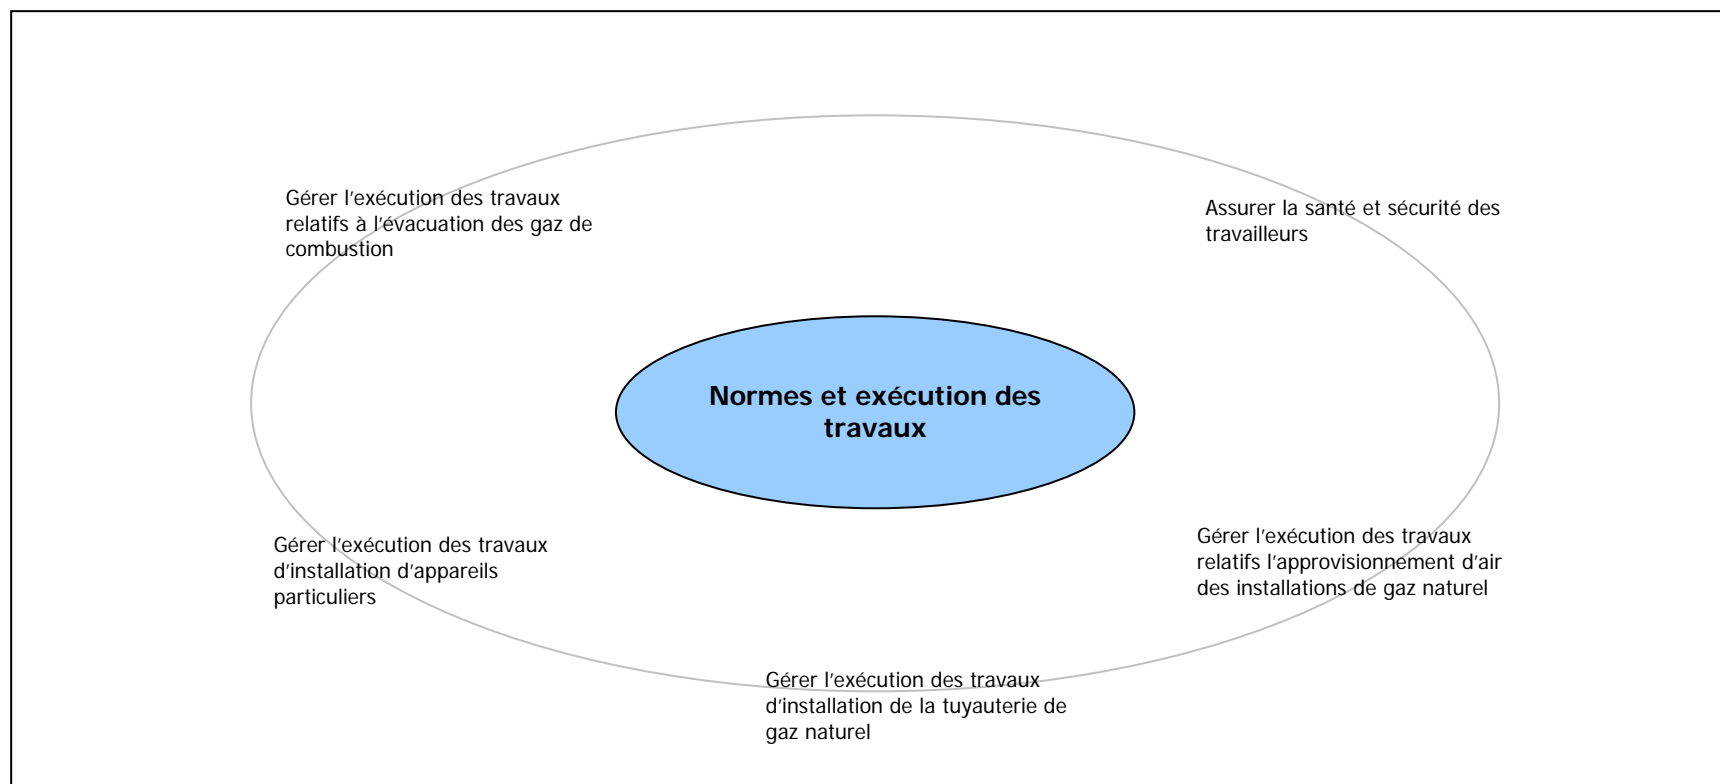 Gérer l'exécution des travaux
relatifs à l'évacuation des gaz de
combustion
Assurer la santé et sécurité des
travailleurs
Normes et exécution des
travaux
Gérer l'exécution des travaux
d'installation d'appareils
particuliers
Gérer l'exécution des travaux
relatifs l'approvisionnement d'air
des installations de gaz naturel
Gérer l'exécution des travaux
d'installation de la tuyauterie de
gaz naturel